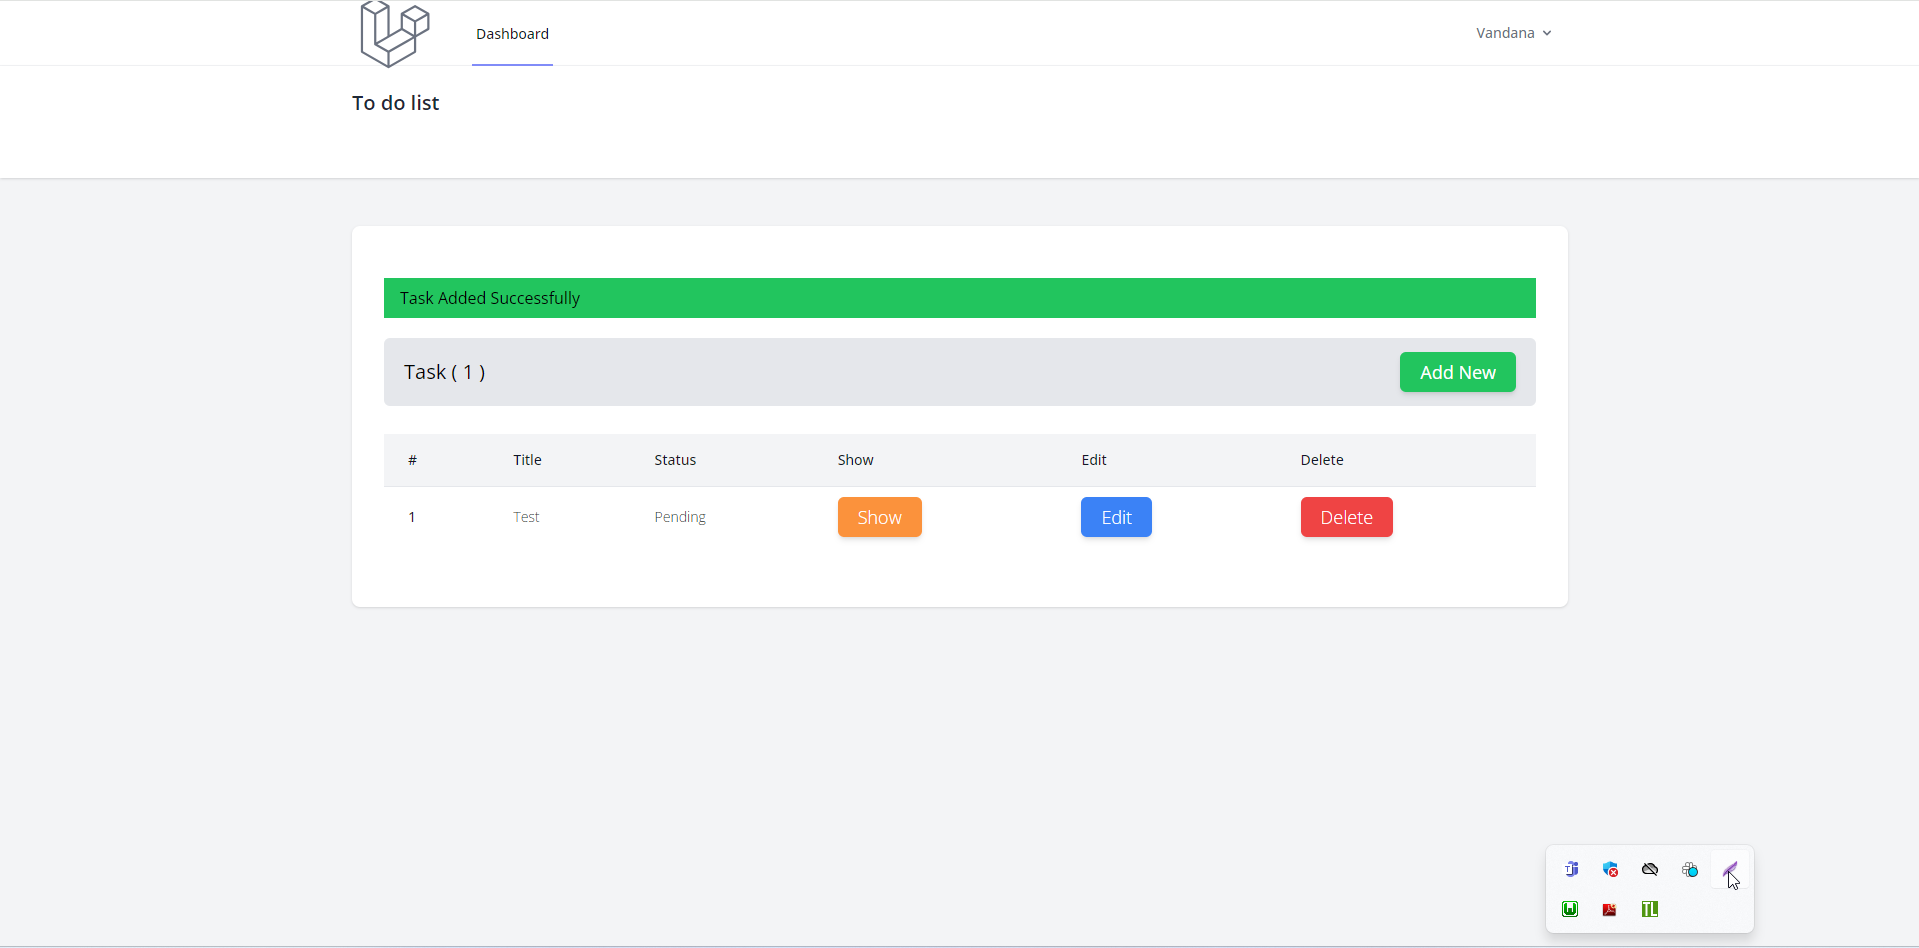 Dashboard
Vandana
To do list
Task Added Successfully
Task ( 1 )
Add New
# Title Status Show Edit Delete
1 Test Pending Show Edit Delete
TL